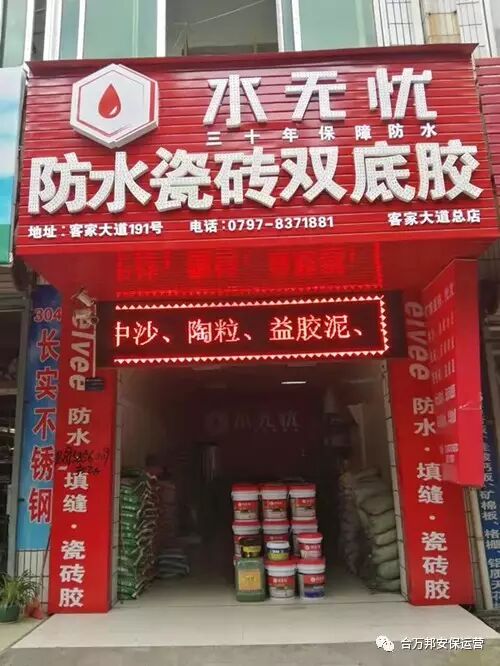 水无忧
三十年保障防水
防水瓷砖双底胶
地址:客家大道191号 电话:0797-8371881 客家大道总店
中沙、陶粒、益胶泥、
304
长实不锈钢
eivee
防水·填缝·瓷砖胶
水无忧
eivee
防水·填缝·瓷砖胶
台万邦安保运营